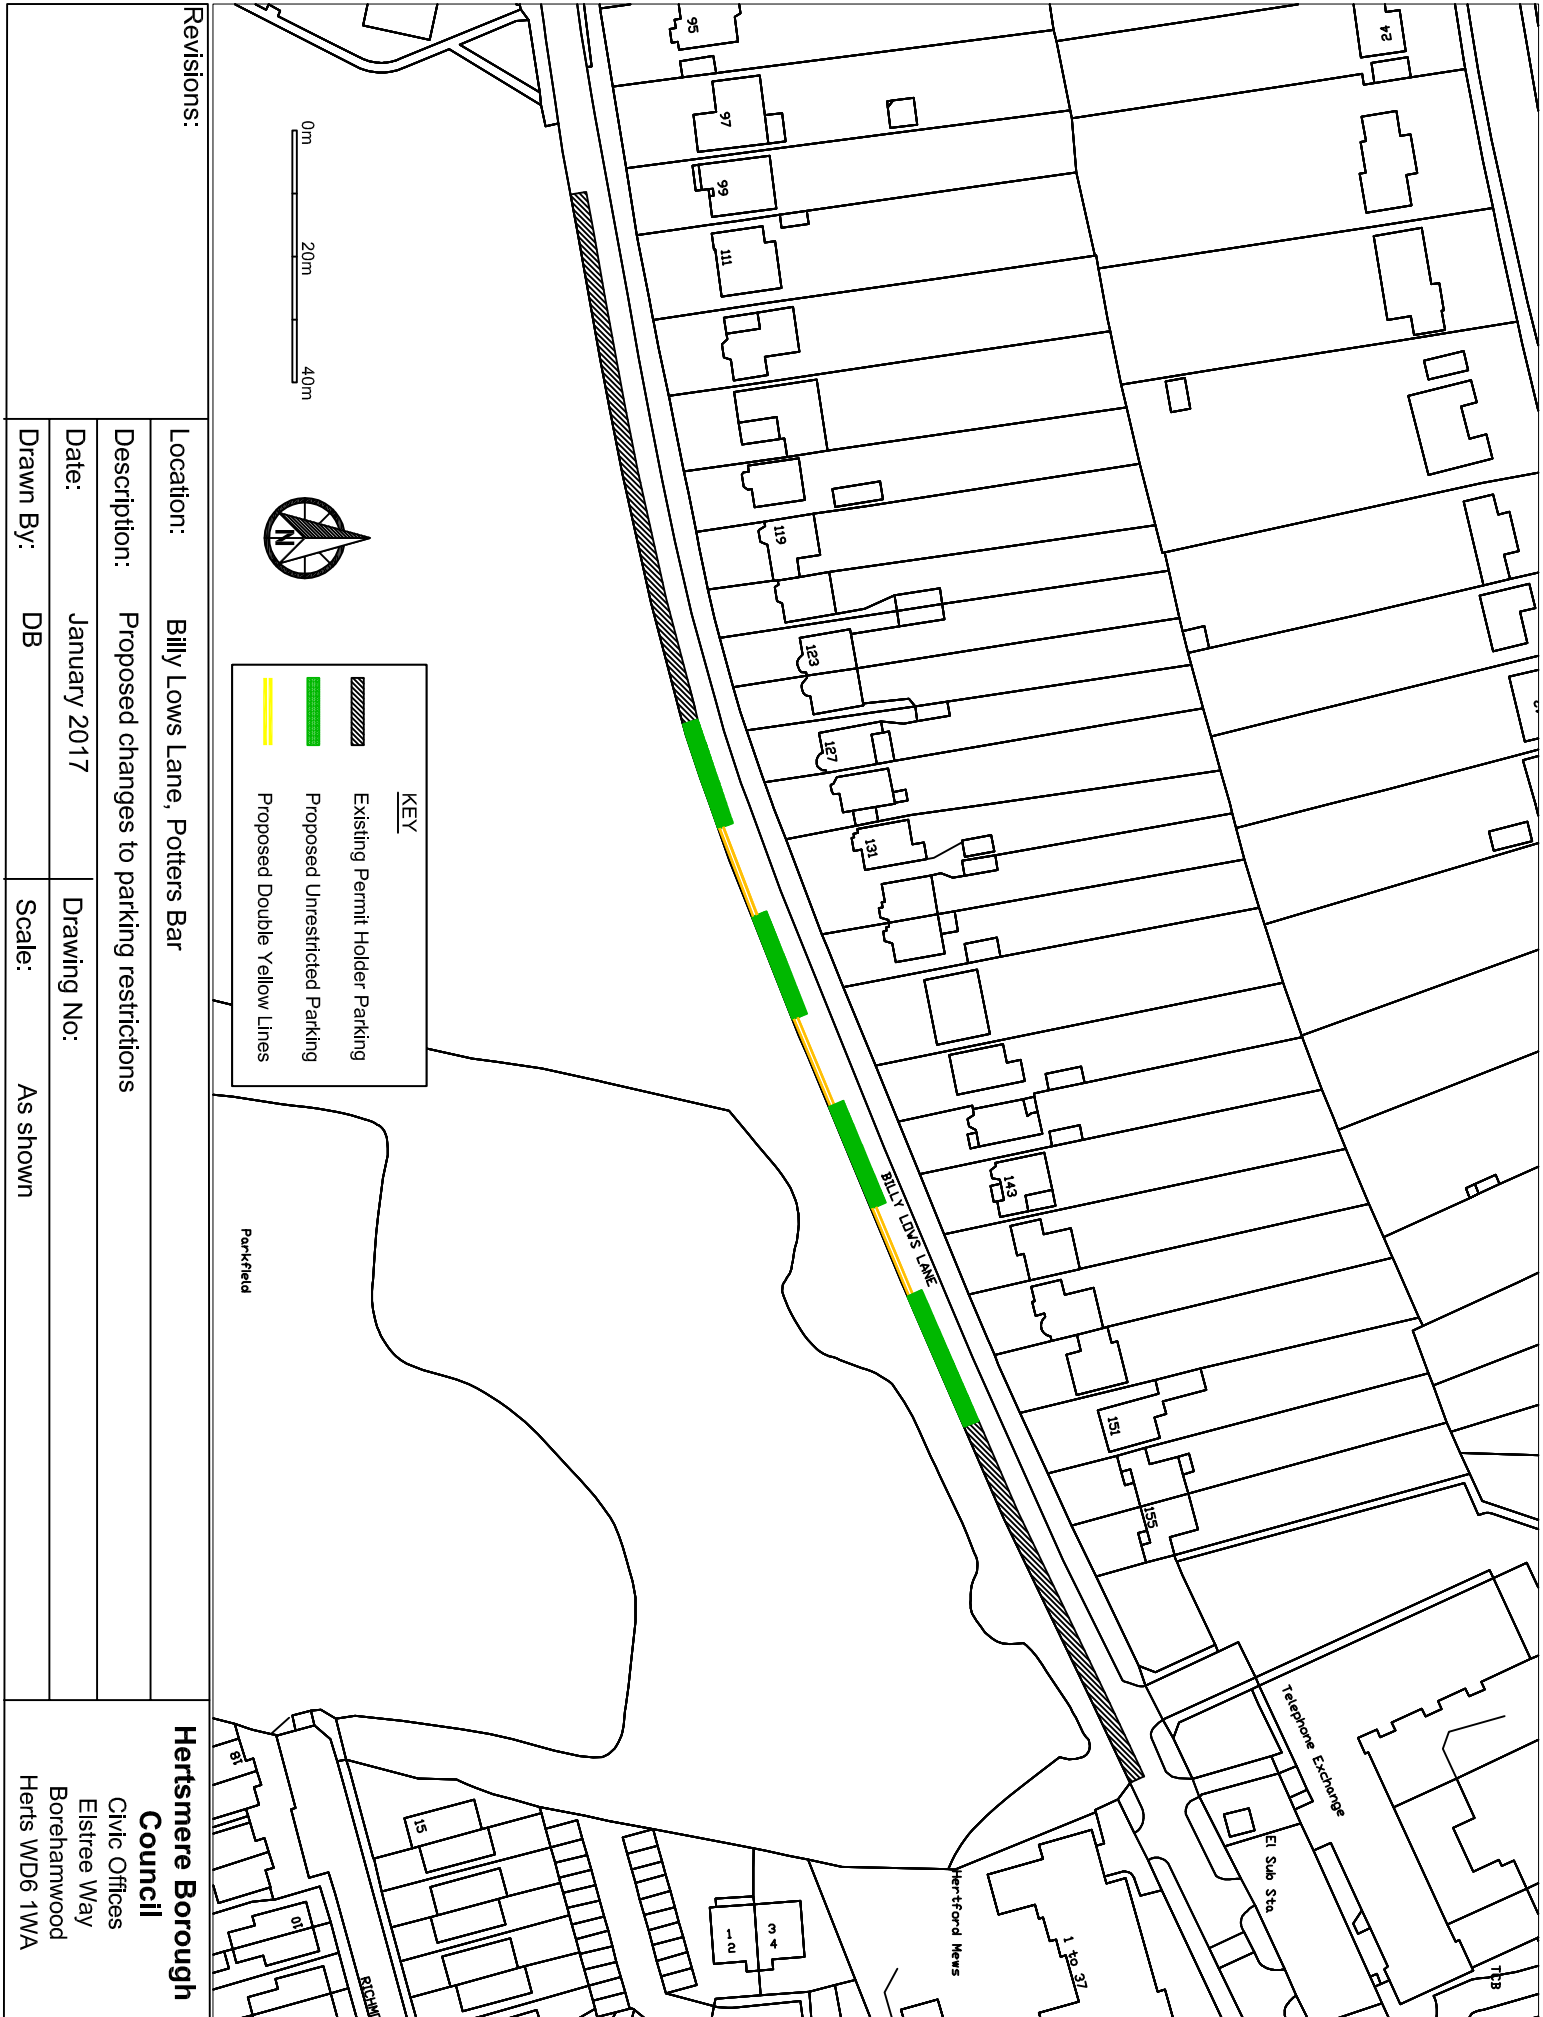 95
97
99
111
119
123
127
131
143
151
155
24
BILLY LOWS LANE
Telephone Exchange
El Sub Sta
TCB
1 to 37
Hertford Mews
3
4
1
2
15
81
10
Parkfield
0m
20m
40m
N
KEY
Existing Permit Holder Parking
Proposed Unrestricted Parking
Proposed Double Yellow Lines
Revisions:
Location: Billy Lows Lane, Potters Bar
Description: Proposed changes to parking restrictions
Date: January 2017
Drawing No:
Drawn By: DB
Scale: As shown
Hertsmere Borough
Council
Civic Offices
Elstree Way
Borehamwood
Herts WD6 1WA